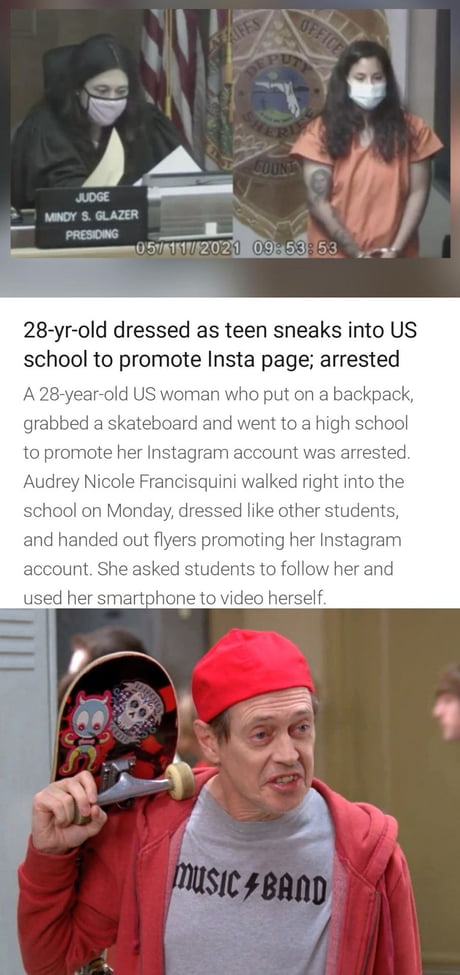 SHERIFF'S OFFICE
DEPUTY
SHERIFF
COUNT
JUDGE
MINDY S. GLAZER
PRESIDING
05/11/2021 09:53:53
28-yr-old dressed as teen sneaks into US
school to promote Insta page; arrested
A 28-year-old US woman who put on a backpack,
grabbed a skateboard and went to a high school
to promote her Instagram account was arrested.
Audrey Nicole Francisquini walked right into the
school on Monday, dressed like other students,
and handed out flyers promoting her Instagram
account. She asked students to follow her and
used her smartphone to video herself.
MUSIC⚡BAND